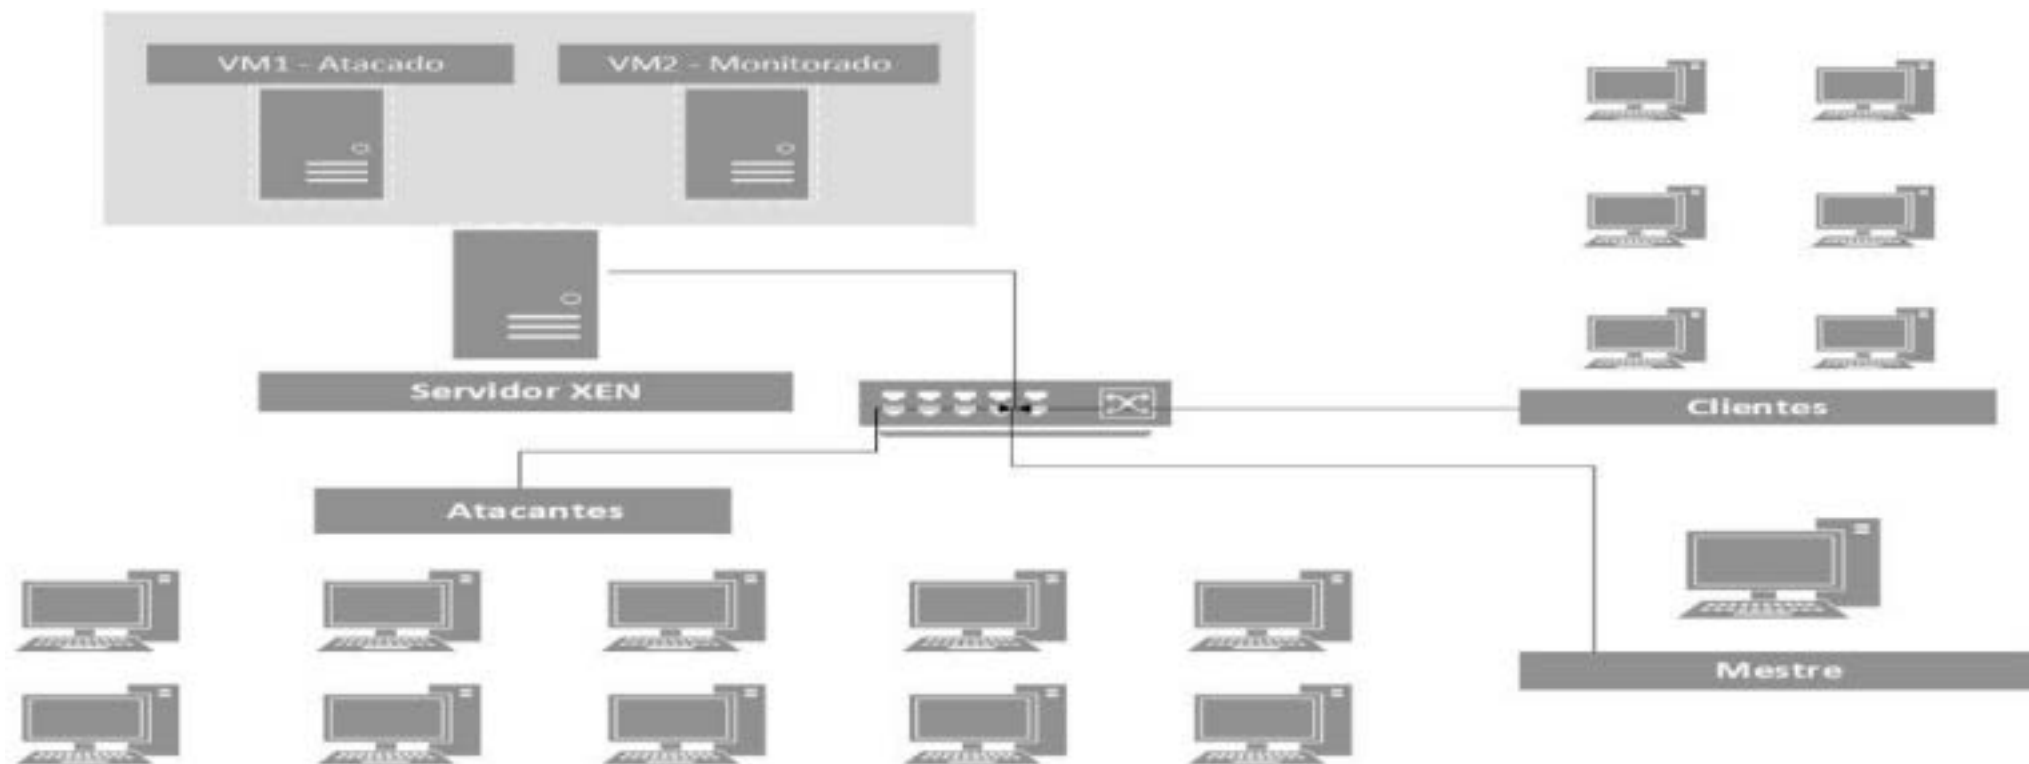 VM1 - Atacado
VM2 - Monitorado
Servidor XEN
Clientes
Atacantes
Mestre